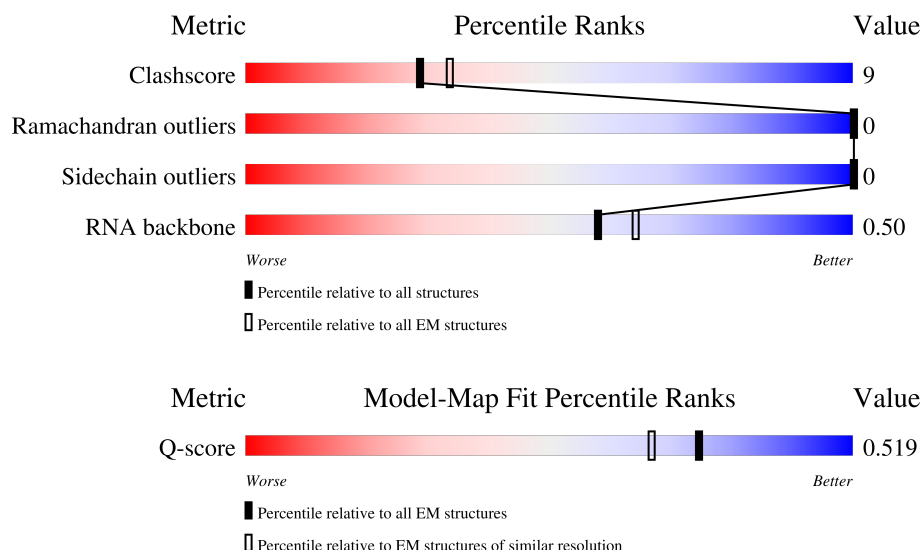 Metric Percentile Ranks Value
Clashscore 9
Ramachandran outliers 0
Sidechain outliers 0
RNA backbone 0.50
Worse Better
Percentile relative to all structures
Percentile relative to all EM structures
Metric Model-Map Fit Percentile Ranks Value
Q-score 0.519
Worse Better
Percentile relative to all EM structures
Percentile relative to EM structures of similar resolution